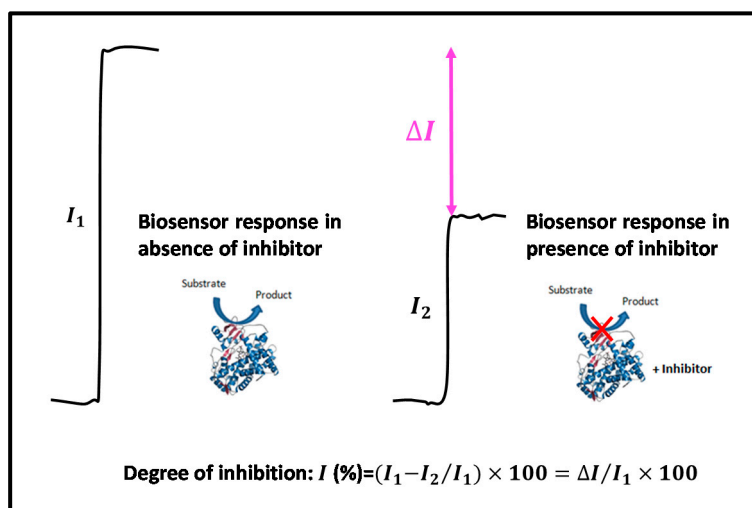 ΔI
I₁
Biosensor response in
absence of inhibitor
Biosensor response in
presence of inhibitor
Substrate
Product
I₂
Substrate
Product
+ Inhibitor
Degree of inhibition: I (%)=(I₁−I₂/I₁) × 100 = ΔI/I₁ × 100